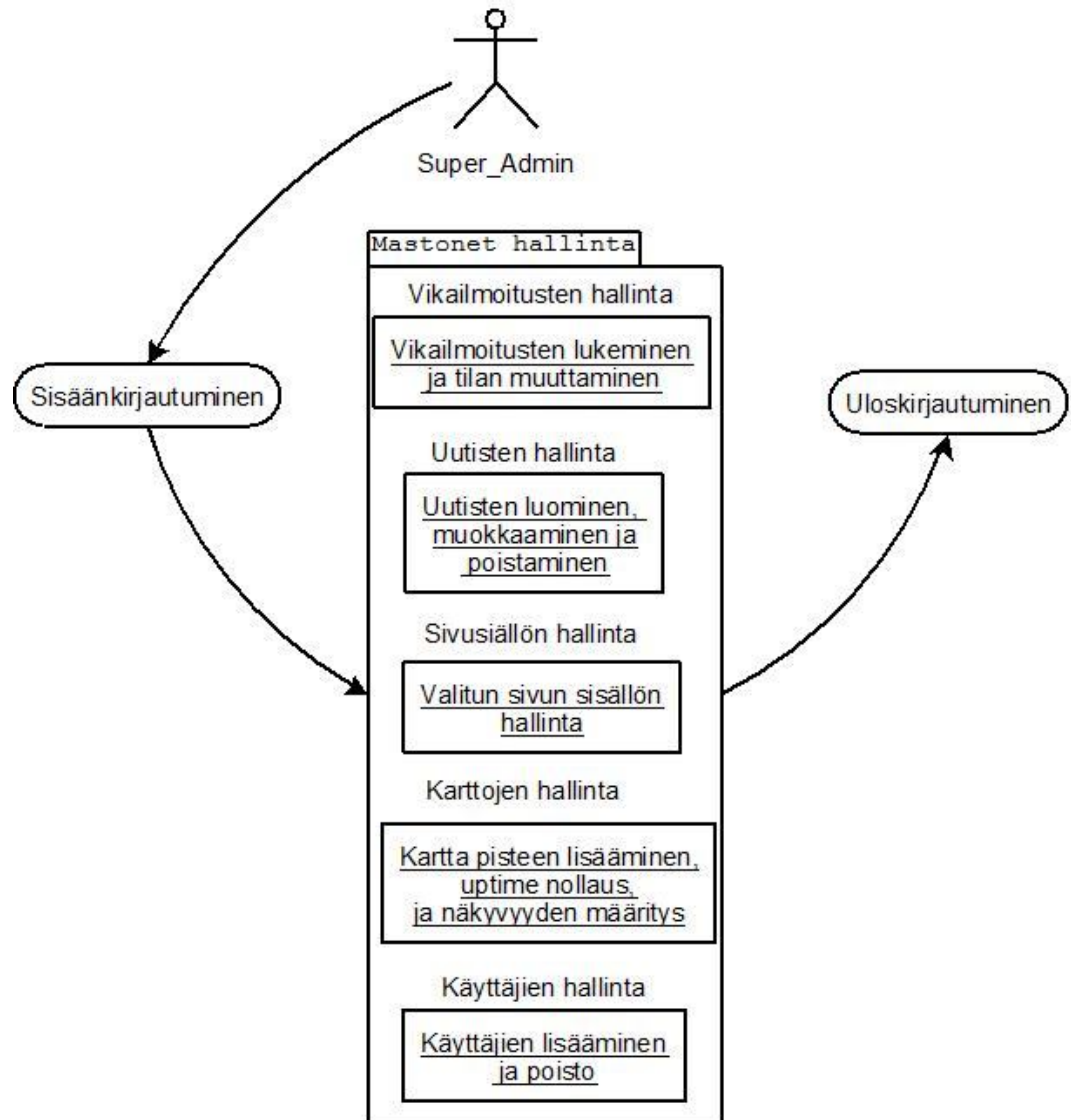 Super_Admin
Mastonet hallinta
Vikailmoitusten hallinta
Vikailmoitusten lukeminen
ja tilan muuttaminen
Sisäänkirjautuminen
Uloskirjautuminen
Uutisten hallinta
Uutisten luominen,
muokkaaminen ja
poistaminen
Sivusiällön hallinta
Valitun sivun sisällön
hallinta
Karttojen hallinta
Kartta pisteen lisääminen,
uptime nollaus,
ja näkyvyyden määritys
Käyttäjien hallinta
Käyttäjien lisääminen
ja poisto